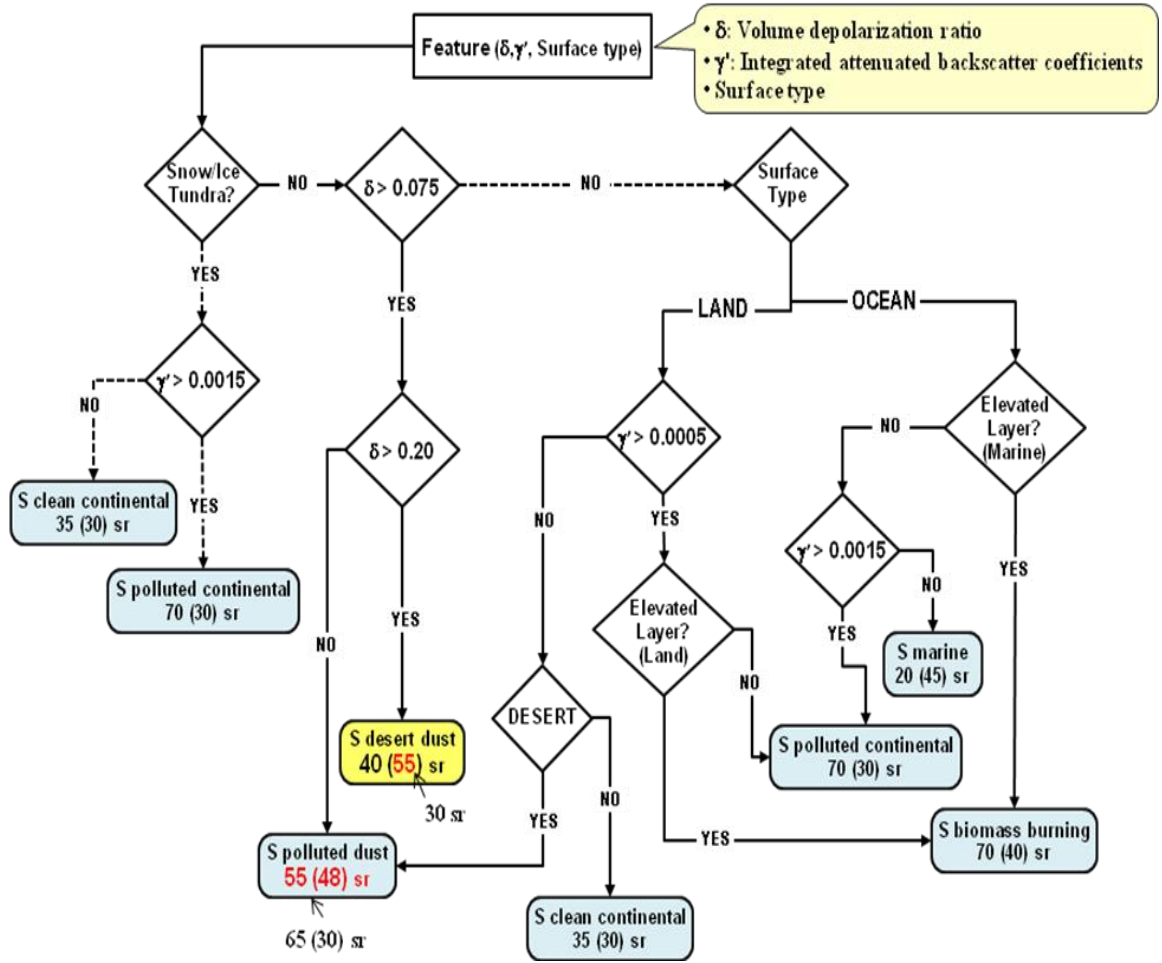 Feature (δ,γ', Surface type)
• δ: Volume depolarization ratio
• γ': Integrated attenuated backscatter coefficients
• Surface type
Snow/Ice
Tundra?
NO
δ > 0.075
NO
Surface
Type
YES
YES
LAND
OCEAN
γ' > 0.0015
NO
YES
δ > 0.20
γ' > 0.0005
Elevated
Layer?
(Marine)
NO
S clean continental
35 (30) sr
NO
YES
γ' > 0.0015
YES
NO
S polluted continental
70 (30) sr
NO
YES
Elevated
Layer?
(Land)
YES
S marine
20 (45) sr
NO
DESERT
S desert dust
40 (55) sr
30 sr
S polluted continental
70 (30) sr
YES
NO
YES
S biomass burning
70 (40) sr
S polluted dust
55 (48) sr
65 (30) sr
S clean continental
35 (30) sr